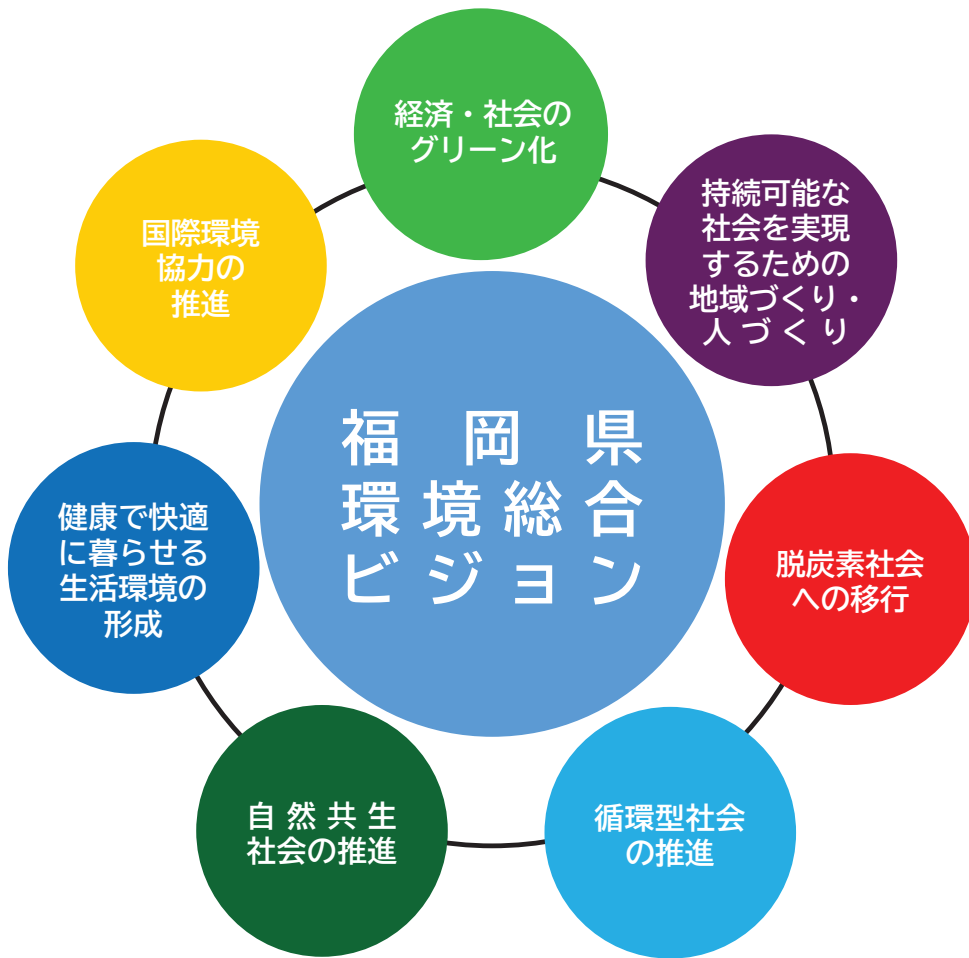 経済・社会の
グリーン化
持続可能な
社会を実現
するための
地域づくり・
人づくり
脱炭素社会
への移行
循環型社会
の推進
自然共生
社会の推進
健康で快適
に暮らせる
生活環境の
形成
国際環境
協力の
推進
福岡県
環境総合
ビジョン